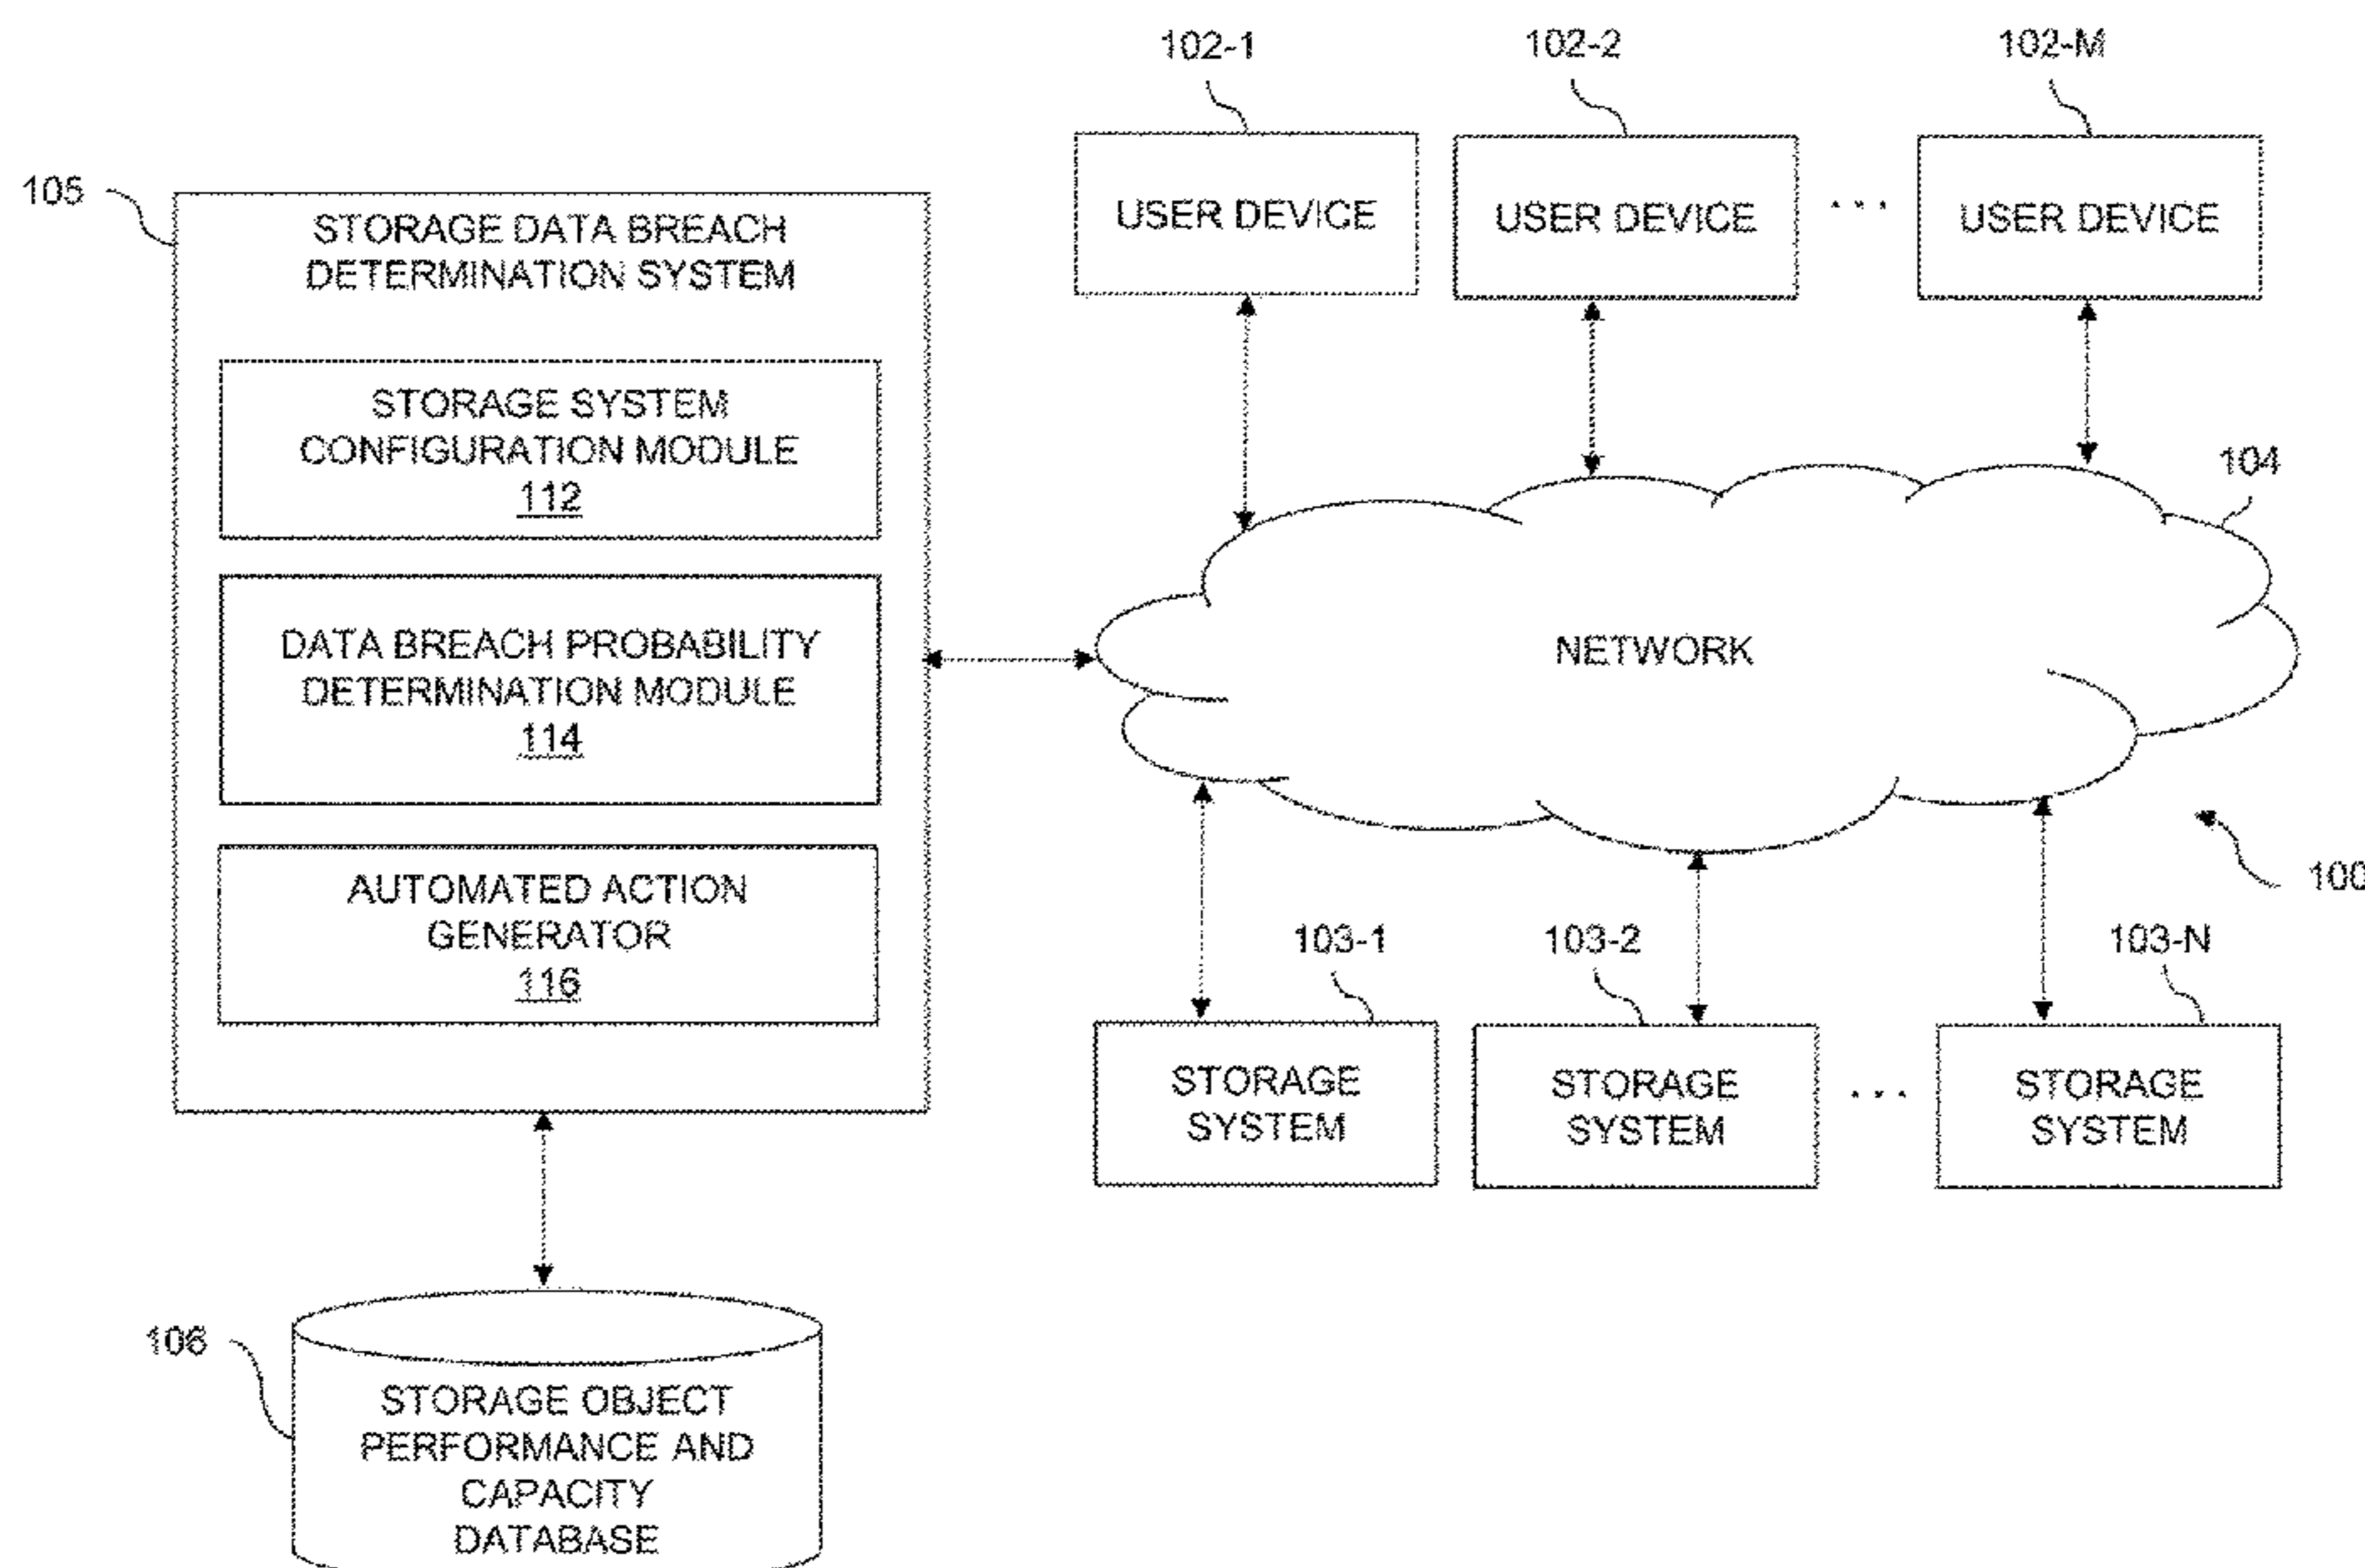 102-1
102-2
102-M
105
STORAGE DATA BREACH
DETERMINATION SYSTEM
USER DEVICE
USER DEVICE
. . .
USER DEVICE
STORAGE SYSTEM
CONFIGURATION MODULE
112
104
DATA BREACH PROBABILITY
DETERMINATION MODULE
114
NETWORK
AUTOMATED ACTION
GENERATOR
116
100
103-1
103-2
103-N
STORAGE
SYSTEM
STORAGE
SYSTEM
. . .
STORAGE
SYSTEM
106
STORAGE OBJECT
PERFORMANCE AND
CAPACITY
DATABASE